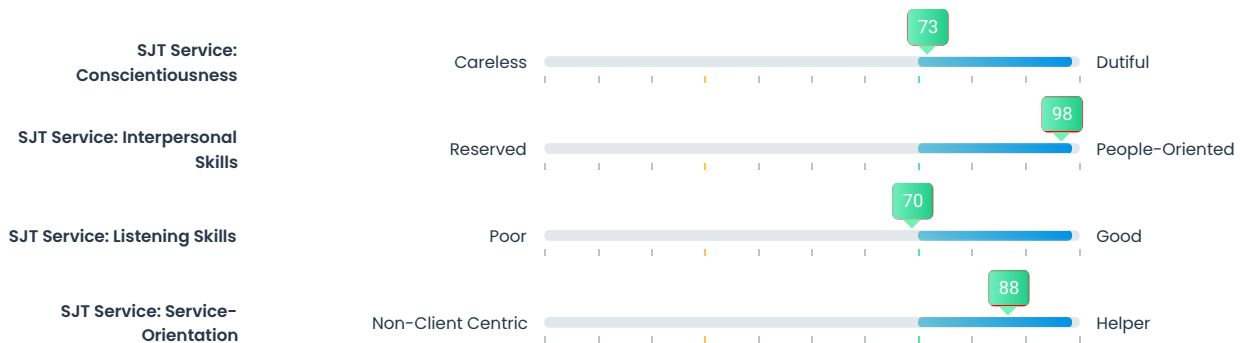 73
SJT Service:
Conscientiousness
Careless
Dutiful
98
SJT Service: Interpersonal
Skills
Reserved
People-Oriented
70
SJT Service: Listening Skills
Poor
Good
88
SJT Service: Service-
Orientation
Non-Client Centric
Helper